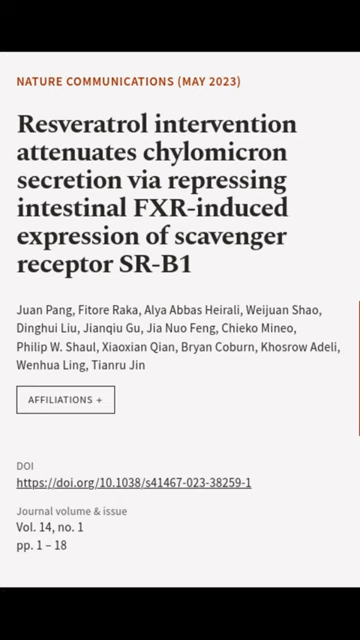 NATURE COMMUNICATIONS (MAY 2023)
Resveratrol intervention
attenuates chylomicron
secretion via repressing
intestinal FXR-induced
expression of scavenger
receptor SR-B1
Juan Pang, Fitore Raka, Alya Abbas Heirali, Weijuan Shao,
Dinghui Liu, Jianqiu Gu, Jia Nuo Feng, Chieko Mineo,
Philip W. Shaul, Xiaoxian Qian, Bryan Coburn, Khosrow Adeli,
Wenhua Ling, Tianru Jin
AFFILIATIONS +
DOI
https://doi.org/10.1038/s41467-023-38259-1
Journal volume & issue
Vol. 14, no. 1
pp. 1 – 18